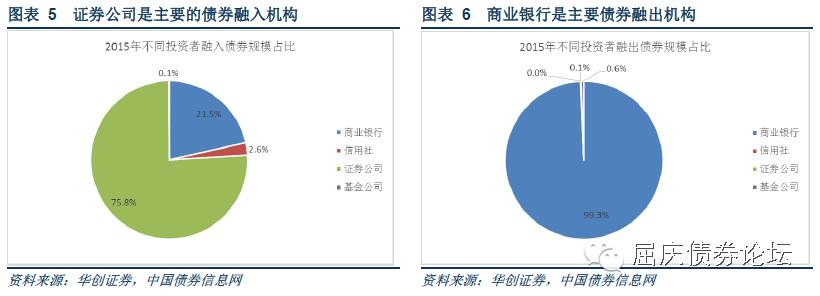 图表 5 证券公司是主要的债券融入机构
2015年不同投资者融入债券规模占比
0.1%
21.5%
2.6%
75.8%
商业银行
信用社
证券公司
基金公司
资料来源：华创证券，中国债券信息网
图表 6 商业银行是主要债券融出机构
2015年不同投资者融出债券规模占比
0.0%
0.1%
0.6%
99.3%
商业银行
信用社
证券公司
基金公司
屈庆债券论坛
资料来源：华创证券，中国债券信息网